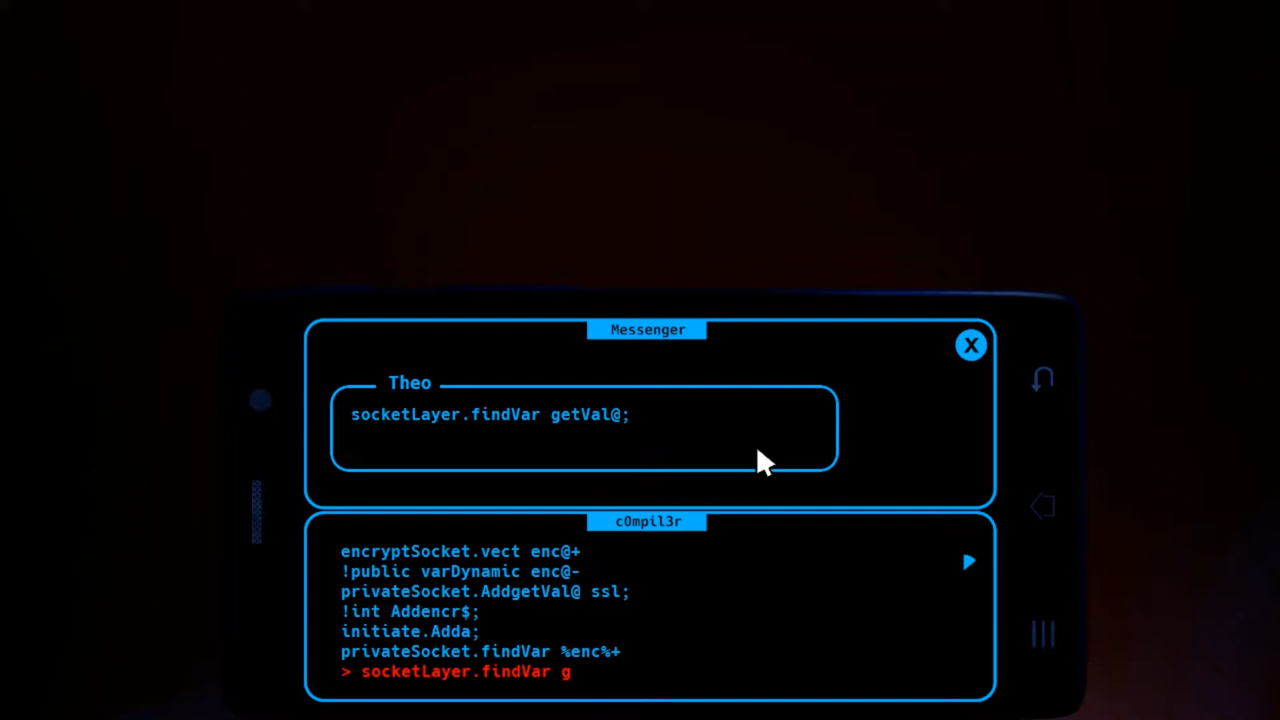 Messenger
X
Theo
socketLayer.findVar getVal@;
c0mpil3r
encryptSocket.vect enc@+
!public varDynamic enc@-
privateSocket.AddgetVal@ ssl;
!int Addencr$;
initiate.Adda;
privateSocket.findVar %enc%+
> socketLayer.findVar g